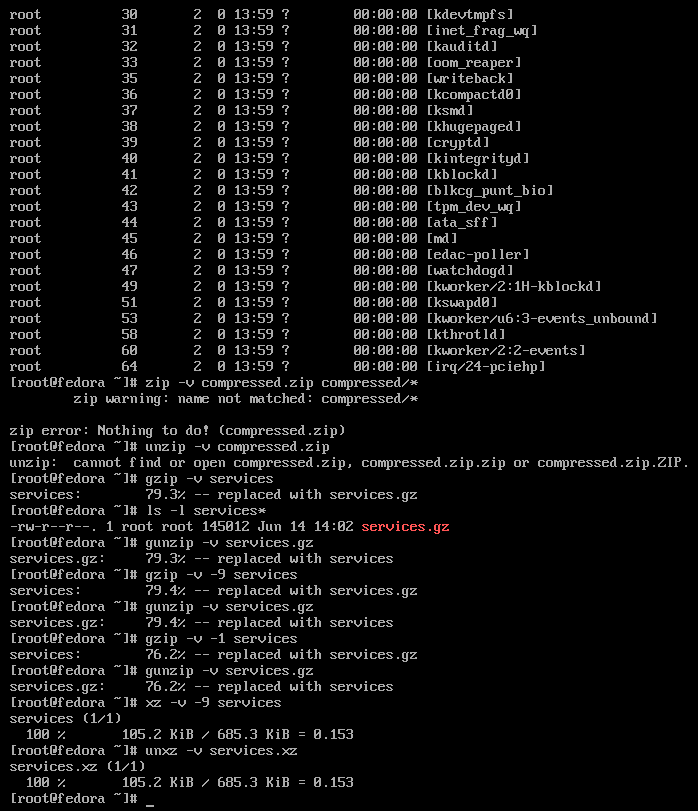 root          30       2  0 13:59 ?        00:00:00 [kdevtmpfs]
root          31       2  0 13:59 ?        00:00:00 [inet_frag_wq]
root          32       2  0 13:59 ?        00:00:00 [kauditd]
root          33       2  0 13:59 ?        00:00:00 [oom_reaper]
root          35       2  0 13:59 ?        00:00:00 [writeback]
root          36       2  0 13:59 ?        00:00:00 [kcompactd0]
root          37       2  0 13:59 ?        00:00:00 [ksmd]
root          38       2  0 13:59 ?        00:00:00 [khugepaged]
root          39       2  0 13:59 ?        00:00:00 [cryptd]
root          40       2  0 13:59 ?        00:00:00 [kintegrityd]
root          41       2  0 13:59 ?        00:00:00 [kblockd]
root          42       2  0 13:59 ?        00:00:00 [blkcg_punt_bio]
root          43       2  0 13:59 ?        00:00:00 [tpm_dev_wq]
root          44       2  0 13:59 ?        00:00:00 [ata_sff]
root          45       2  0 13:59 ?        00:00:00 [md]
root          46       2  0 13:59 ?        00:00:00 [edac-poller]
root          47       2  0 13:59 ?        00:00:00 [watchdogd]
root          49       2  0 13:59 ?        00:00:00 [kworker/2:1H-kblockd]
root          51       2  0 13:59 ?        00:00:00 [kswapd0]
root          53       2  0 13:59 ?        00:00:00 [kworker/u6:3-events_unbound]
root          58       2  0 13:59 ?        00:00:00 [kthrotld]
root          60       2  0 13:59 ?        00:00:00 [kworker/2:2-events]
root          64       2  0 13:59 ?        00:00:00 [irq/24-pciehp]
[root@fedora ~]# zip -v compressed.zip compressed/*
        zip warning: name not matched: compressed/*
zip error: Nothing to do! (compressed.zip)
[root@fedora ~]# unzip -v compressed.zip
unzip:  cannot find or open compressed.zip, compressed.zip.zip or compressed.zip.ZIP.
[root@fedora ~]# gzip -v services
services:        79.3% -- replaced with services.gz
[root@fedora ~]# ls -l services*
-rw-r--r--. 1 root root 145012 Jun 14 14:02 services.gz
[root@fedora ~]# gunzip -v services.gz
services.gz:     79.3% -- replaced with services
[root@fedora ~]# gzip -v -9 services
services:        79.4% -- replaced with services.gz
[root@fedora ~]# gunzip -v services.gz
services.gz:     79.4% -- replaced with services
[root@fedora ~]# gzip -v -1 services
services:        76.2% -- replaced with services.gz
[root@fedora ~]# gunzip -v services.gz
services.gz:     76.2% -- replaced with services
[root@fedora ~]# xz -v -9 services
services (1/1)
  100 %       105.2 KiB / 685.3 KiB = 0.153
[root@fedora ~]# unxz -v services.xz
services.xz (1/1)
  100 %       105.2 KiB / 685.3 KiB = 0.153
[root@fedora ~]# _